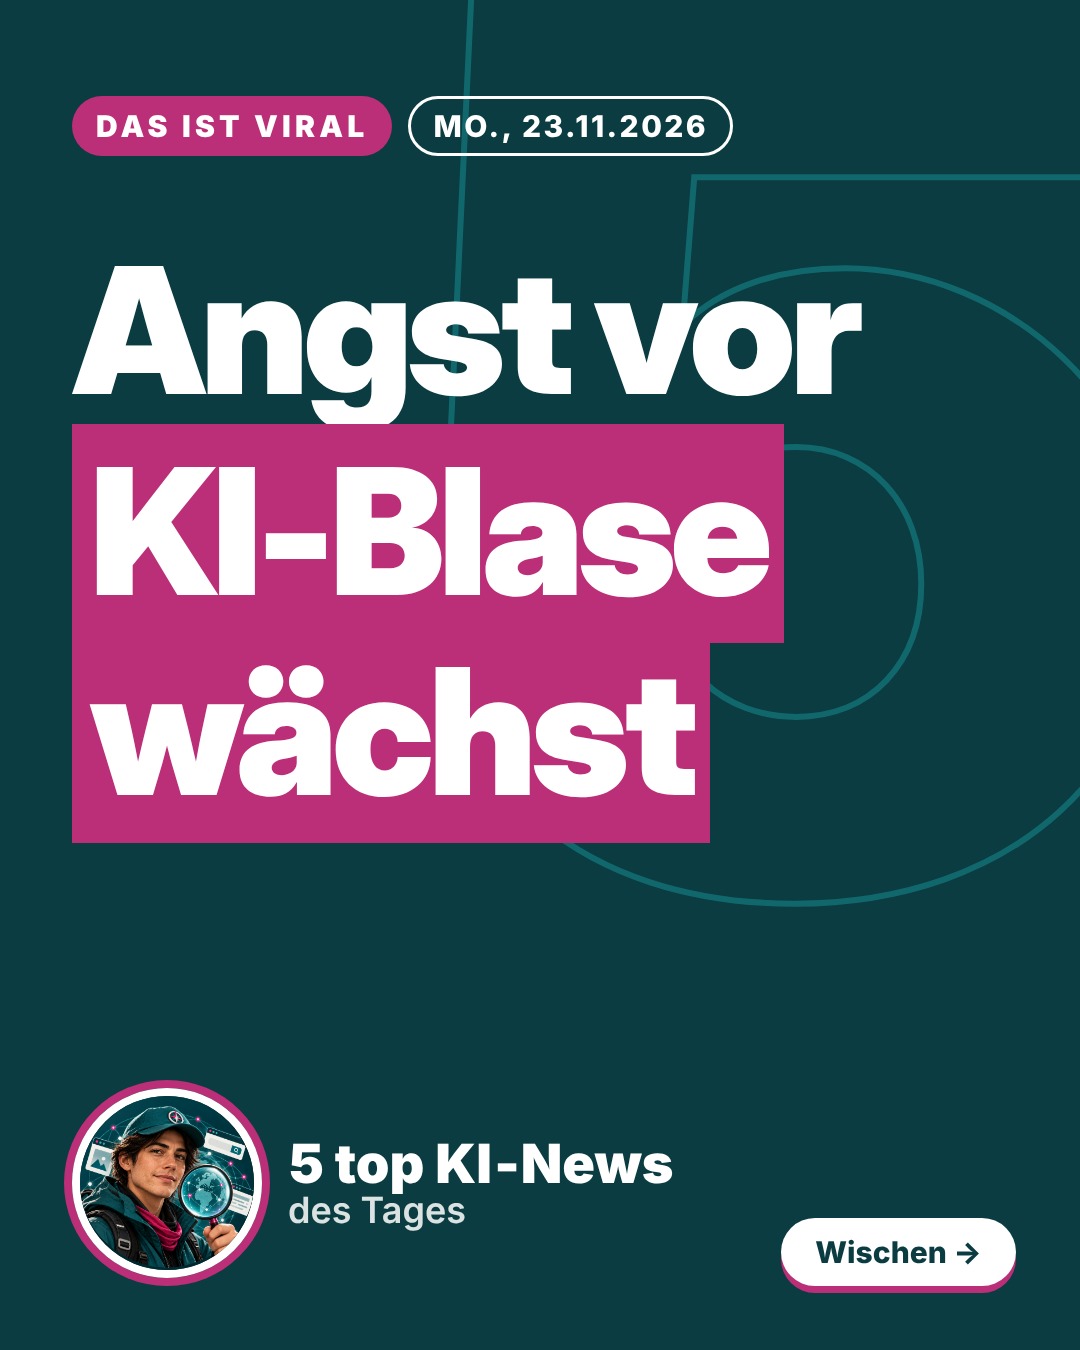 DAS IST VIRAL
MO., 23.11.2026
Angst vor
KI-Blase
wächst
5 top KI-News
des Tages
Wischen →